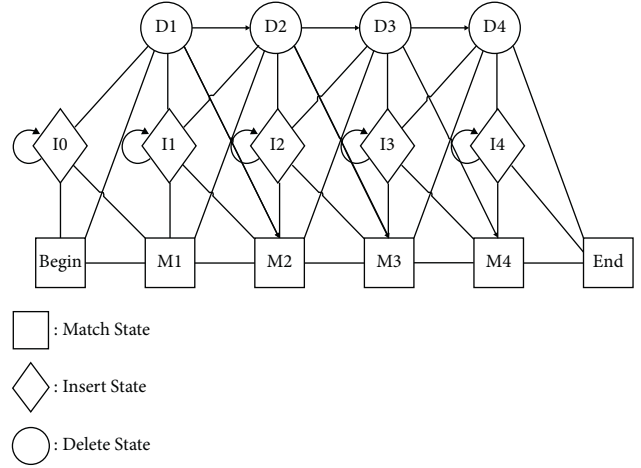 D1 D2 D3 D4
I0 I1 I2 I3 I4
Begin M1 M2 M3 M4 End
: Match State
: Insert State
: Delete State